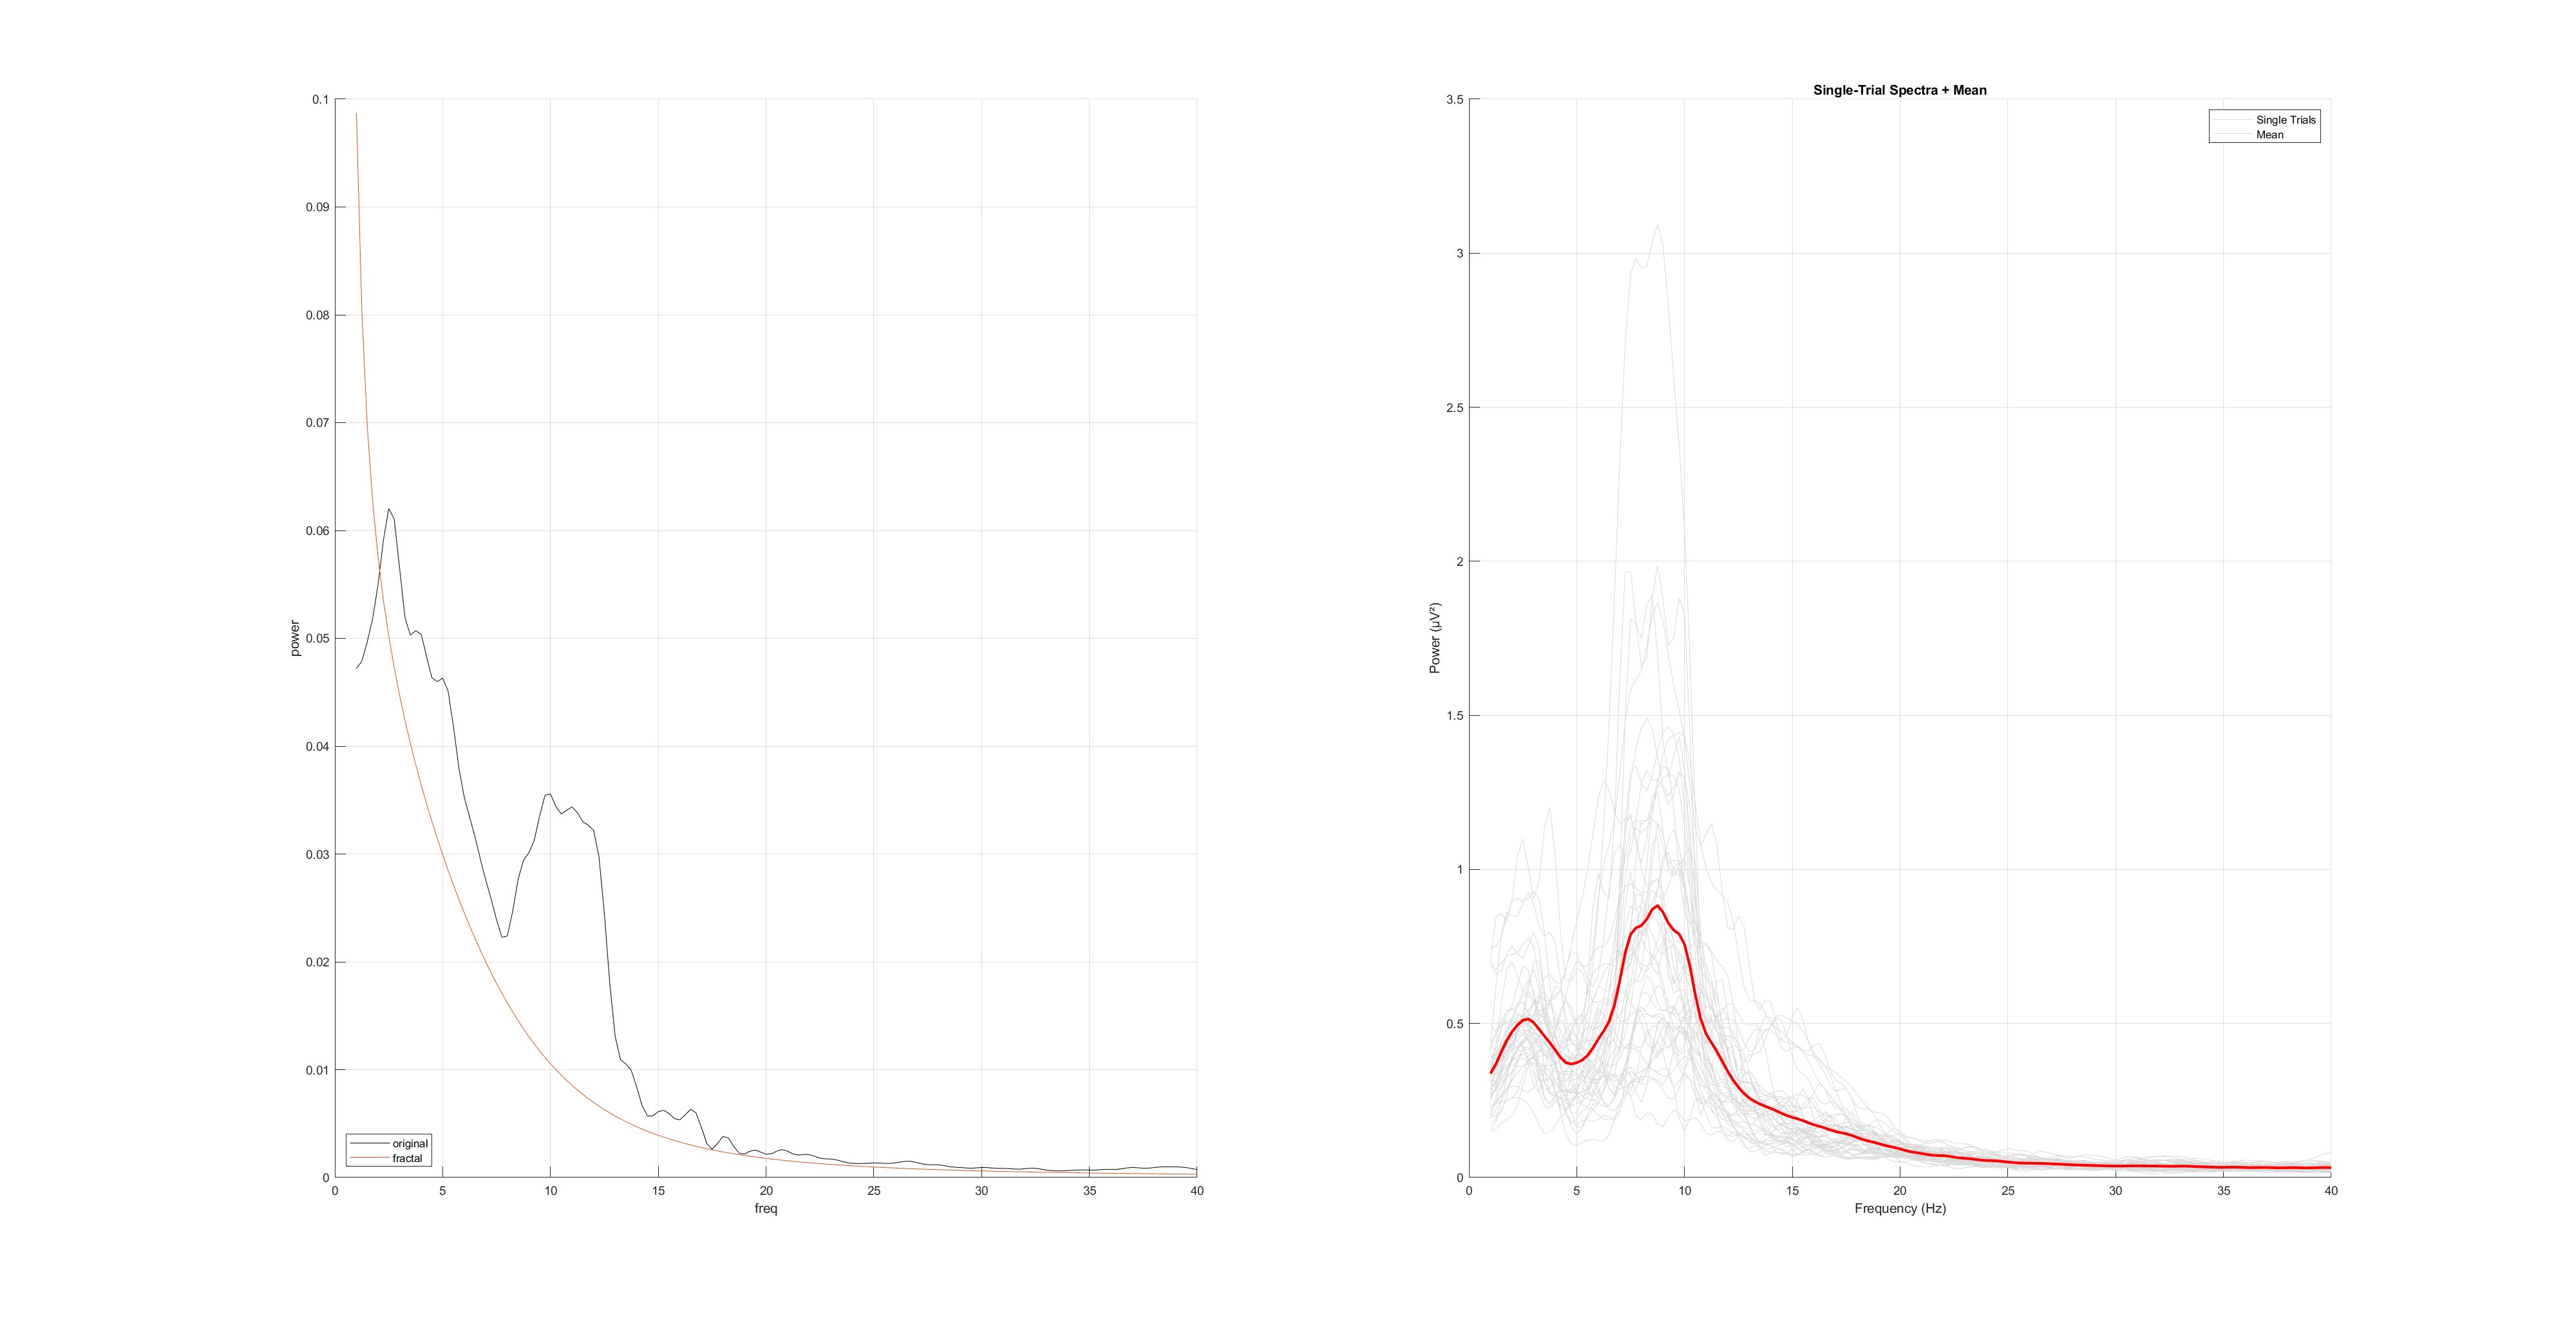 0.1
0.09
0.08
0.07
0.06
0.05
0.04
0.03
0.02
0.01
0
power
0 5 10 15 20 25 30 35 40
freq
original
fractal
Single-Trial Spectra + Mean
3.5
3
2.5
2
1.5
1
0.5
0
Power (µV²)
0 5 10 15 20 25 30 35 40
Frequency (Hz)
Single Trials
Mean